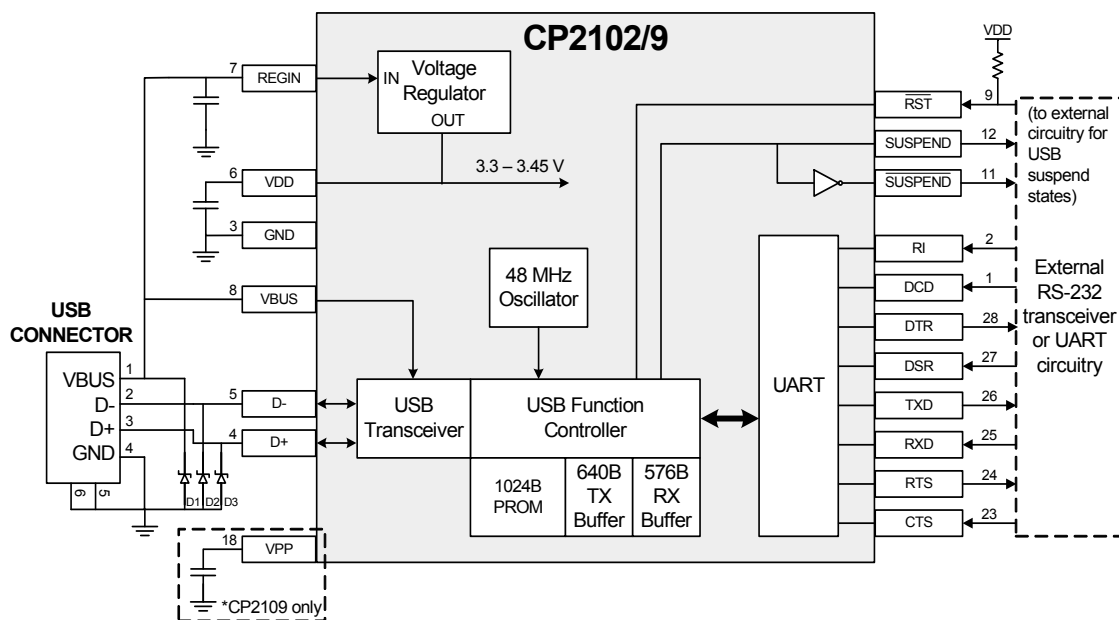 CP2102/9
VDD
7
REGIN
IN
Voltage
Regulator
OUT
9
RST
(to external
circuitry for
USB
suspend
states)
12
SUSPEND
11
SUSPEND
6
VDD
3.3 – 3.45 V
3
GND
8
VBUS
48 MHz
Oscillator
2
RI
1
DCD
28
DTR
27
DSR
26
TXD
25
RXD
24
RTS
23
CTS
External
RS-232
transceiver
or UART
circuitry
UART
USB
CONNECTOR
VBUS
1
D-
2
D+
3
GND
4
6
5
D1
D2
D3
5
D-
4
D+
USB
Transceiver
USB Function
Controller
1024B
PROM
640B
TX
Buffer
576B
RX
Buffer
18
VPP
*CP2109 only